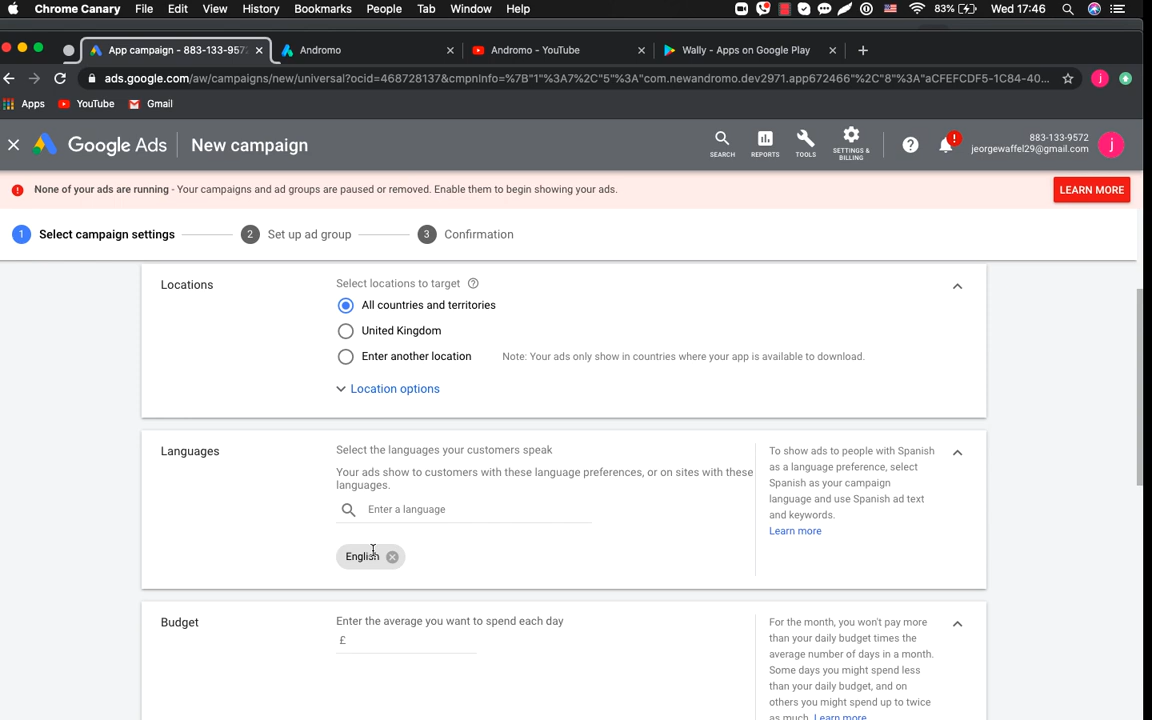 Chrome Canary File Edit View History Bookmarks People Tab Window Help 83% Wed 17:46
App campaign - 883-133-957 Andromo Andromo - YouTube Wally - Apps on Google Play
ads.google.com/aw/campaigns/new/universal?ocid=468728137&cmpnInfo=%7B"1"%3A7%2C"5"%3A"com.newandromo.dev2971.app672466"%2C"8"%3A"aCFEFCDF5-1C84-40...
Apps YouTube Gmail
Google Ads New campaign
SEARCH REPORTS TOOLS SETTINGS & BILLING
883-133-9572
jeorgewaffel29@gmail.com
None of your ads are running - Your campaigns and ad groups are paused or removed. Enable them to begin showing your ads. LEARN MORE
1 Select campaign settings 2 Set up ad group 3 Confirmation
Locations
Select locations to target
All countries and territories
United Kingdom
Enter another location
Note: Your ads only show in countries where your app is available to download.
Location options
Languages
Select the languages your customers speak
Your ads show to customers with these language preferences, or on sites with these
languages.
Enter a language
English
To show ads to people with Spanish
as a language preference, select
Spanish as your campaign
language and use Spanish ad text
and keywords.
Learn more
Budget
Enter the average you want to spend each day
£
For the month, you won't pay more
than your daily budget times the
average number of days in a month.
Some days you might spend less
than your daily budget, and on
others you might spend up to twice
as much. Learn more